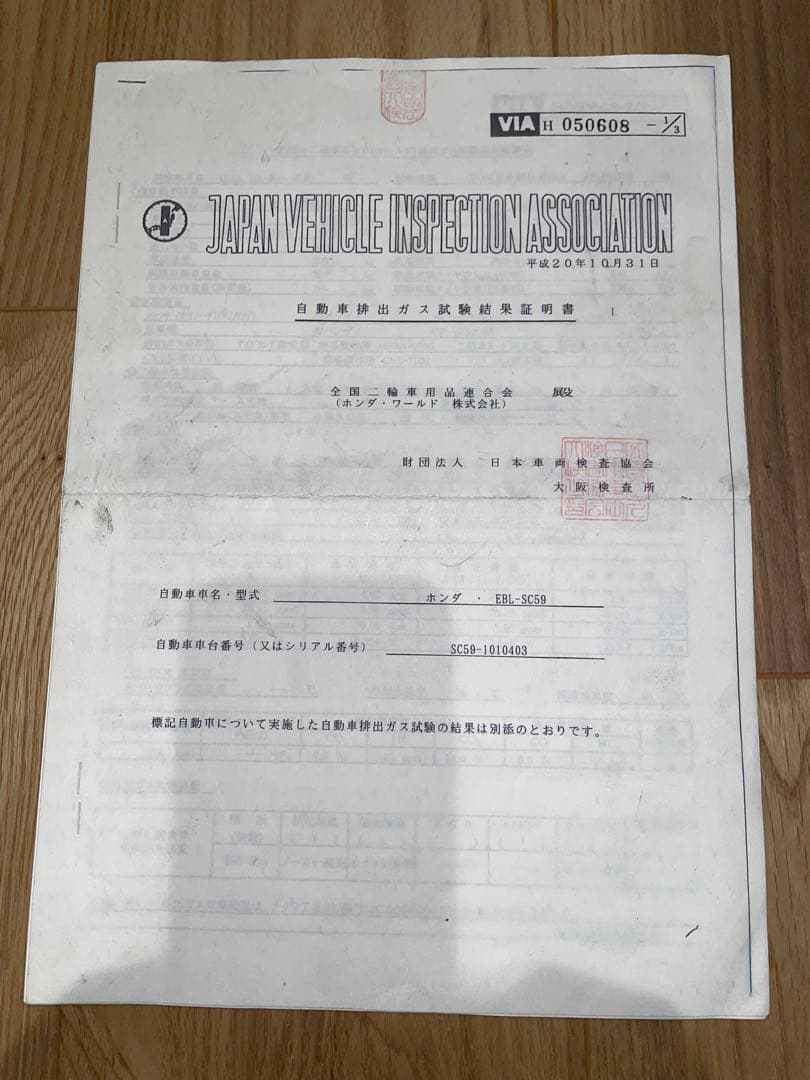 VIA H 050608 -1/3
JAPAN VEHICLE INSPECTION ASSOCIATION
平成20年10月31日
自動車排出ガス試験結果証明書
全国二輪車用品連合会 殿
(ホンダ・ワールド 株式会社)
財団法人 日本車両検査協会
大阪検査所
自動車車名・型式 ホンダ ・ EBL-SC59
自動車車台番号(又はシリアル番号) SC59-1010403
標記自動車について実施した自動車排出ガス試験の結果は別添のとおりです。